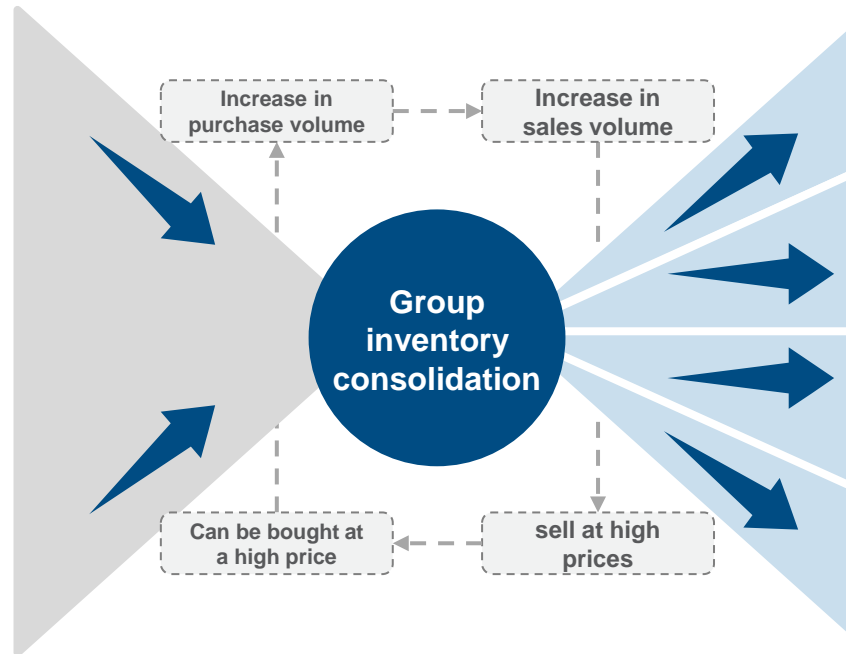 Increase in
purchase volume
Increase in
sales volume
Group
inventory
consolidation
Can be bought at
a high price
sell at high
prices